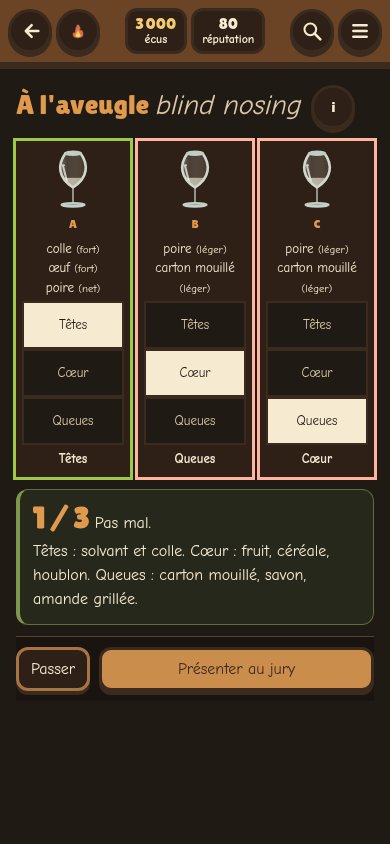 3 000
écus
80
réputation
À l'aveugle blind nosing
i
A
colle (fort)
œuf (fort)
poire (net)
Têtes
Cœur
Queues
Têtes
B
poire (léger)
carton mouillé
(léger)
Têtes
Cœur
Queues
Queues
C
poire (léger)
carton mouillé
(léger)
Têtes
Cœur
Queues
Cœur
1/3 Pas mal.
Têtes : solvant et colle. Cœur : fruit, céréale,
houblon. Queues : carton mouillé, savon,
amande grillée.
Passer
Présenter au jury